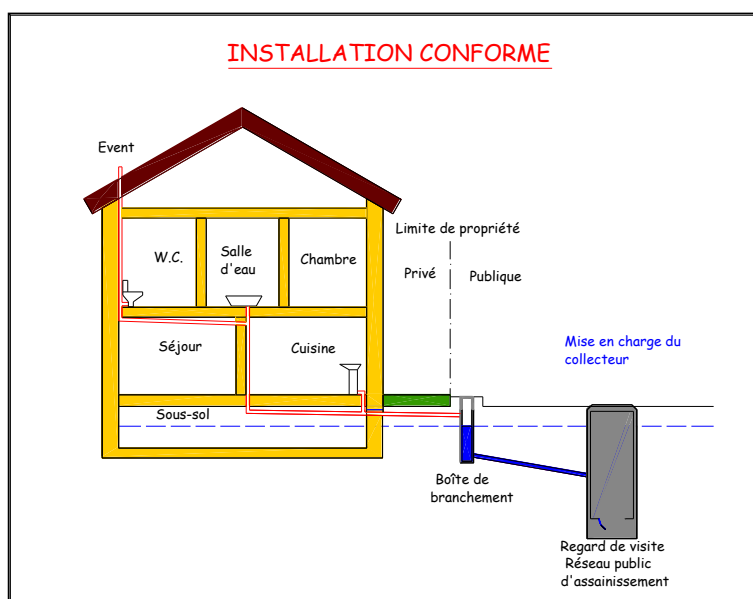 INSTALLATION CONFORME
Event
Limite de propriété
W.C.
Salle
d'eau
Chambre
Privé
Publique
Mise en charge du
collecteur
Séjour
Cuisine
Sous-sol
Boîte de
branchement
Regard de visite
Réseau public
d'assainissement